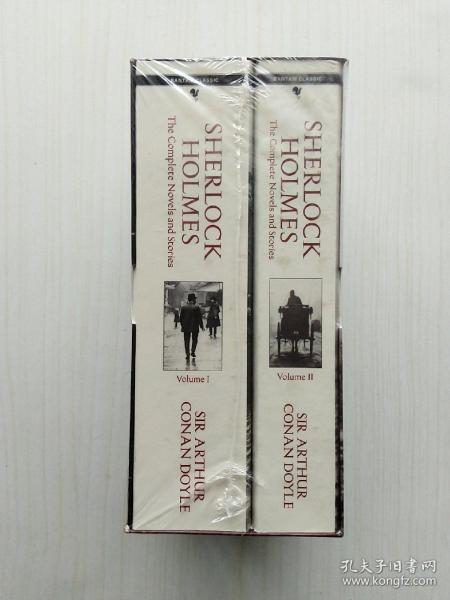 BANTAM CLASSIC
SHERLOCK
HOLMES
The Complete Novels and Stories
Volume I
SIR ARTHUR
CONAN DOYLE
BANTAM CLASSIC
SHERLOCK
HOLMES
The Complete Novels and Stories
Volume II
SIR ARTHUR
CONAN DOYLE
孔夫子旧书网
www.kongfz.com